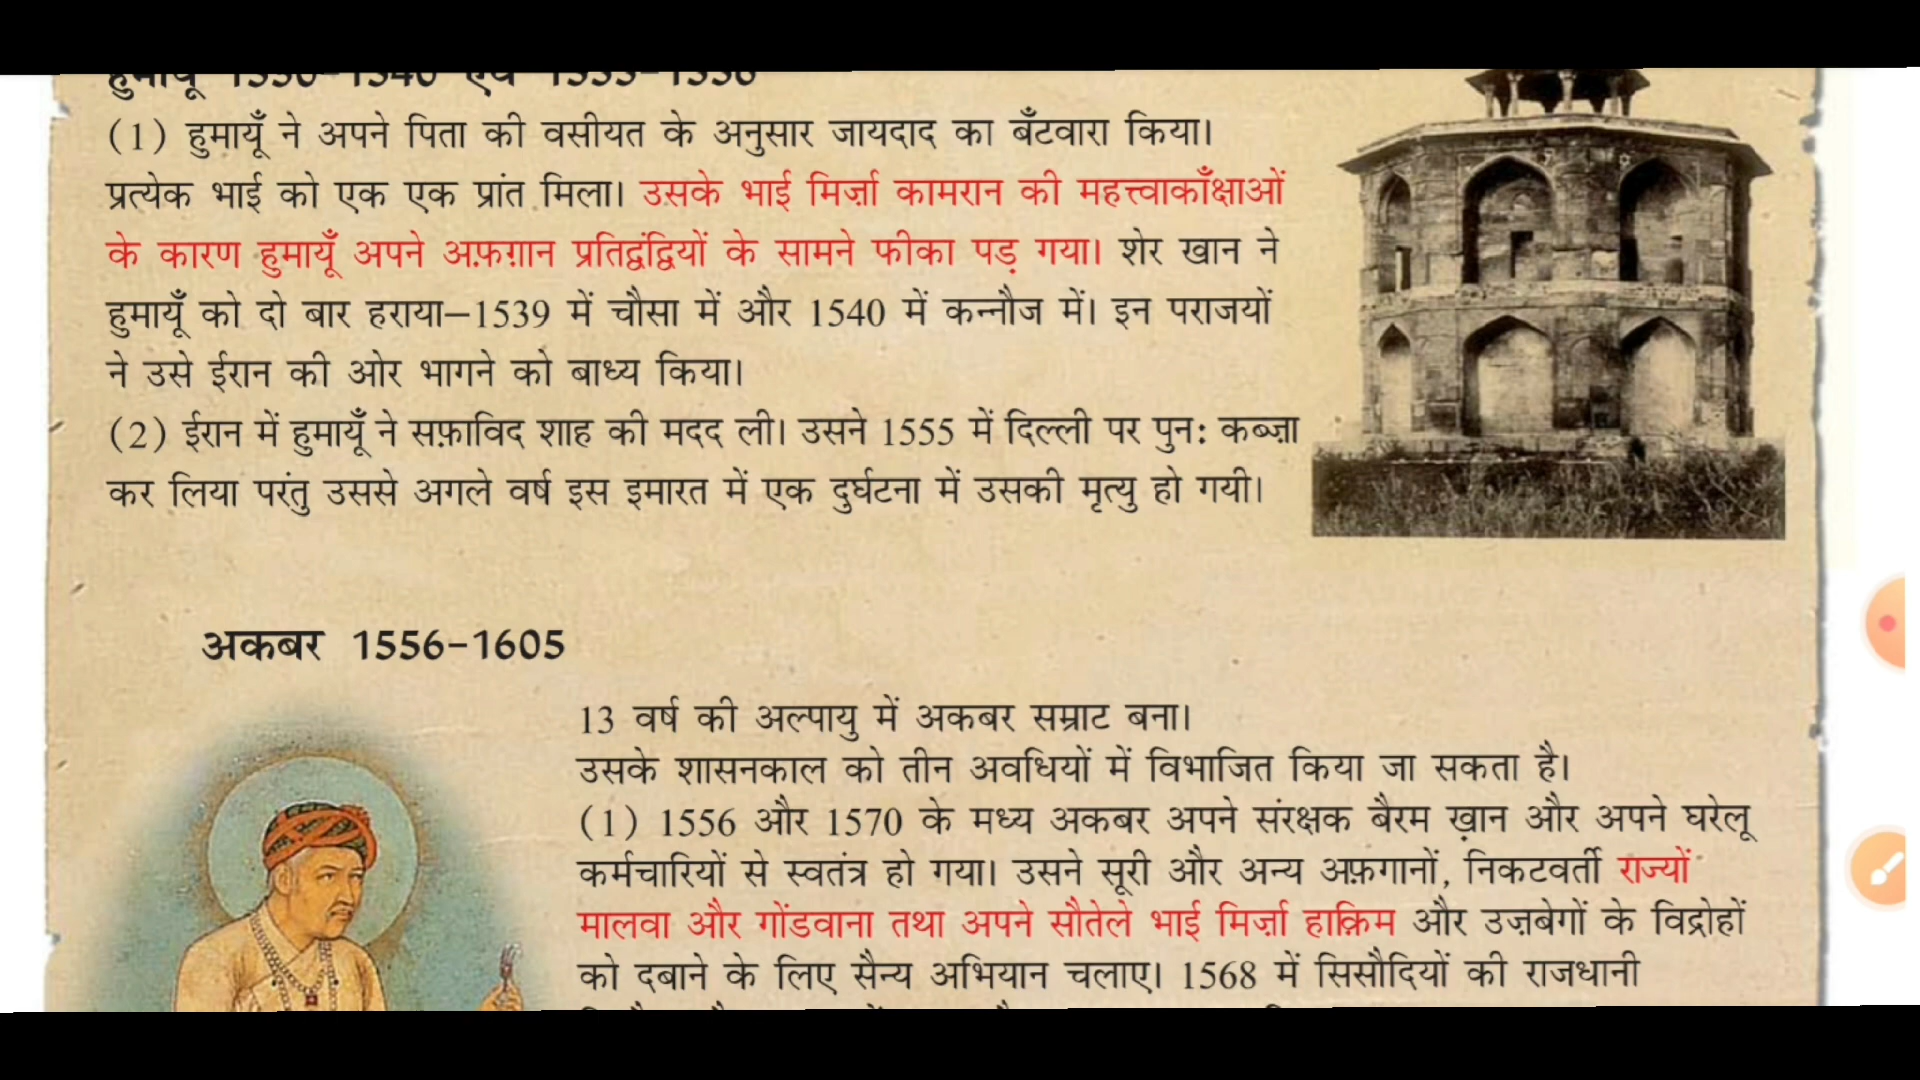 हुमायूँ 1530-1540 एवं 1555-1556
(1) हुमायूँ ने अपने पिता की वसीयत के अनुसार जायदाद का बँटवारा किया।
प्रत्येक भाई को एक एक प्रांत मिला। उसके भाई मिर्ज़ा कामरान की महत्त्वाकाँक्षाओं
के कारण हुमायूँ अपने अफ़ग़ान प्रतिद्वंद्वियों के सामने फीका पड़ गया। शेर खान ने
हुमायूँ को दो बार हराया–1539 में चौसा में और 1540 में कन्नौज में। इन पराजयों
ने उसे ईरान की ओर भागने को बाध्य किया।
(2) ईरान में हुमायूँ ने सफ़ाविद शाह की मदद ली। उसने 1555 में दिल्ली पर पुनः कब्ज़ा
कर लिया परंतु उससे अगले वर्ष इस इमारत में एक दुर्घटना में उसकी मृत्यु हो गयी।
अकबर 1556-1605
13 वर्ष की अल्पायु में अकबर सम्राट बना।
उसके शासनकाल को तीन अवधियों में विभाजित किया जा सकता है।
(1) 1556 और 1570 के मध्य अकबर अपने संरक्षक बैरम ख़ान और अपने घरेलू
कर्मचारियों से स्वतंत्र हो गया। उसने सूरी और अन्य अफ़गानों, निकटवर्ती राज्यों
मालवा और गोंडवाना तथा अपने सौतेले भाई मिर्ज़ा हाक़िम और उज़बेगों के विद्रोहों
को दबाने के लिए सैन्य अभियान चलाए। 1568 में सिसौदियों की राजधानी